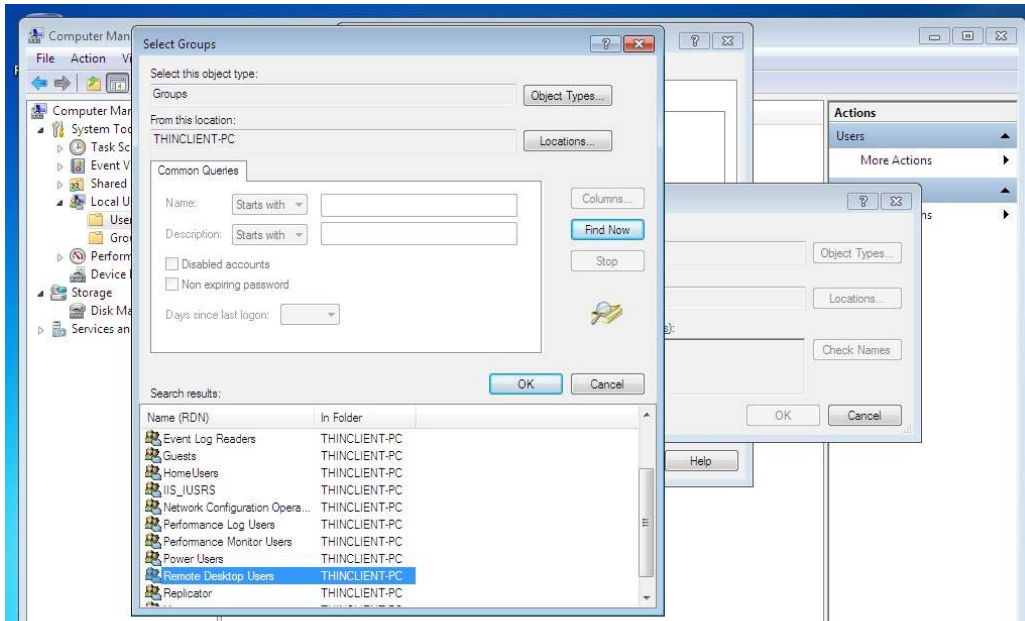 Computer Man
File Action Vi
Computer Mar
System Too
Task Sc
Event V
Shared
Local U
User
Gro
Perform
Device
Storage
Disk Ma
Services an
Select Groups
Select this object type:
Groups
Object Types...
From this location:
THINCLIENT-PC
Locations...
Common Queries
Name: Starts with
Description: Starts with
Disabled accounts
Non expiring password
Days since last logon:
Columns...
Find Now
Stop
OK Cancel
Search results:
Name (RDN) In Folder
Event Log Readers THINCLIENT-PC
Guests THINCLIENT-PC
HomeUsers THINCLIENT-PC
IIS_IUSRS THINCLIENT-PC
Network Configuration Opera... THINCLIENT-PC
Performance Log Users THINCLIENT-PC
Performance Monitor Users THINCLIENT-PC
Power Users THINCLIENT-PC
Remote Desktop Users THINCLIENT-PC
Replicator THINCLIENT-PC
Object Types...
Locations...
s):
Check Names
OK Cancel
Help
Actions
Users
More Actions
ns